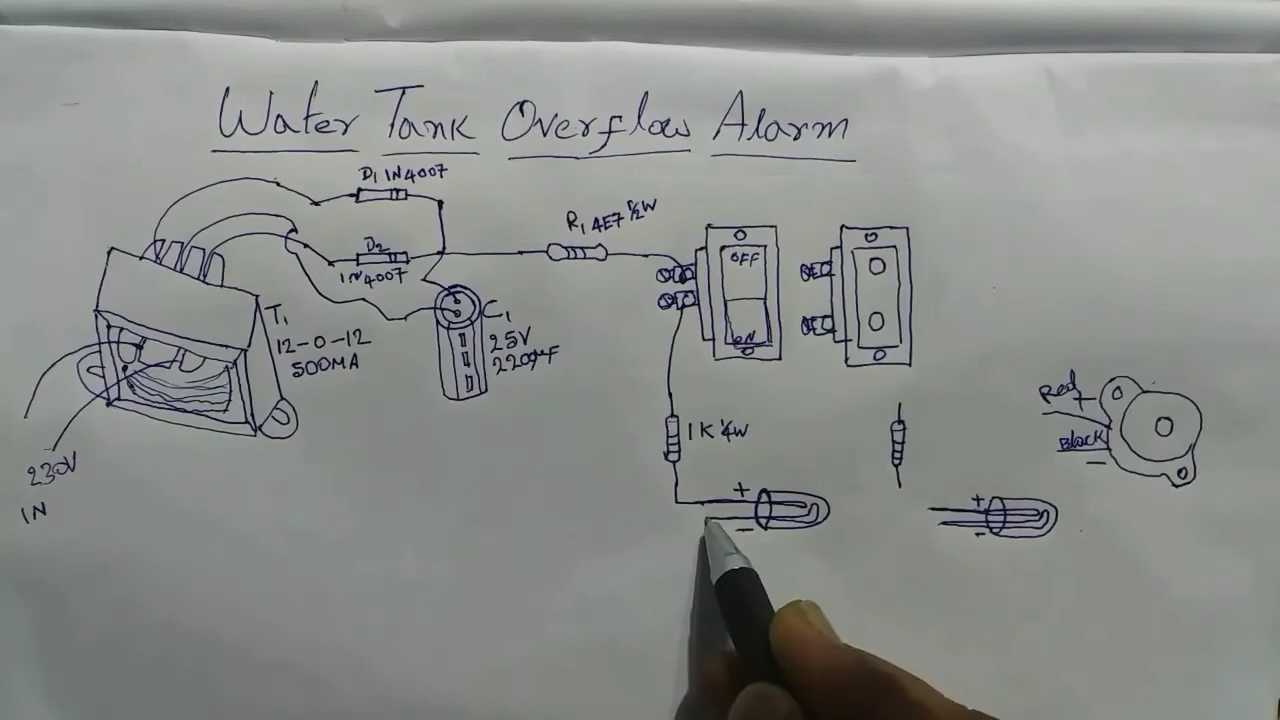 Water Tank Overflow Alarm
D1 1N4007
R1 4E7 1/2W
D2
1N4007
OFF
ON
T1
12-0-12
500MA
C1
25V
220µF
230V
IN
1K 1/4W
+
-
+
-
Red +
Black
-